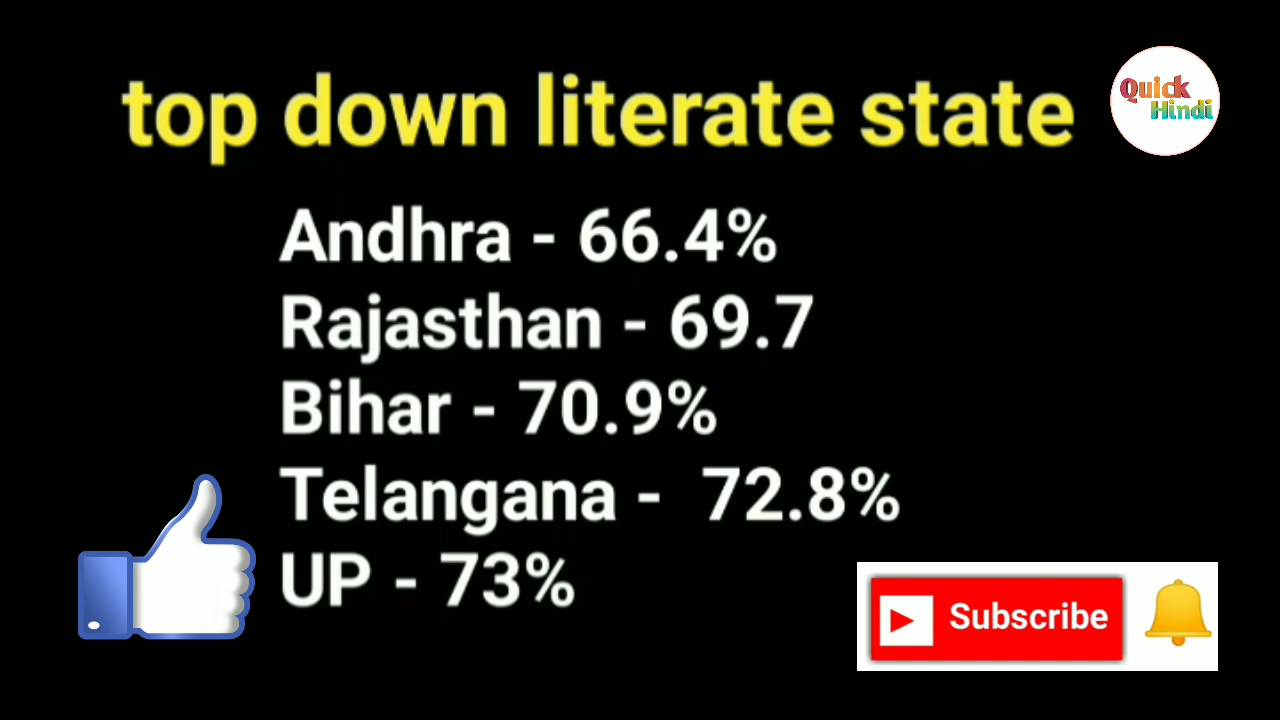 top down literate state
Quick
Hindi
Andhra - 66.4%
Rajasthan - 69.7
Bihar - 70.9%
Telangana - 72.8%
UP - 73%
Subscribe